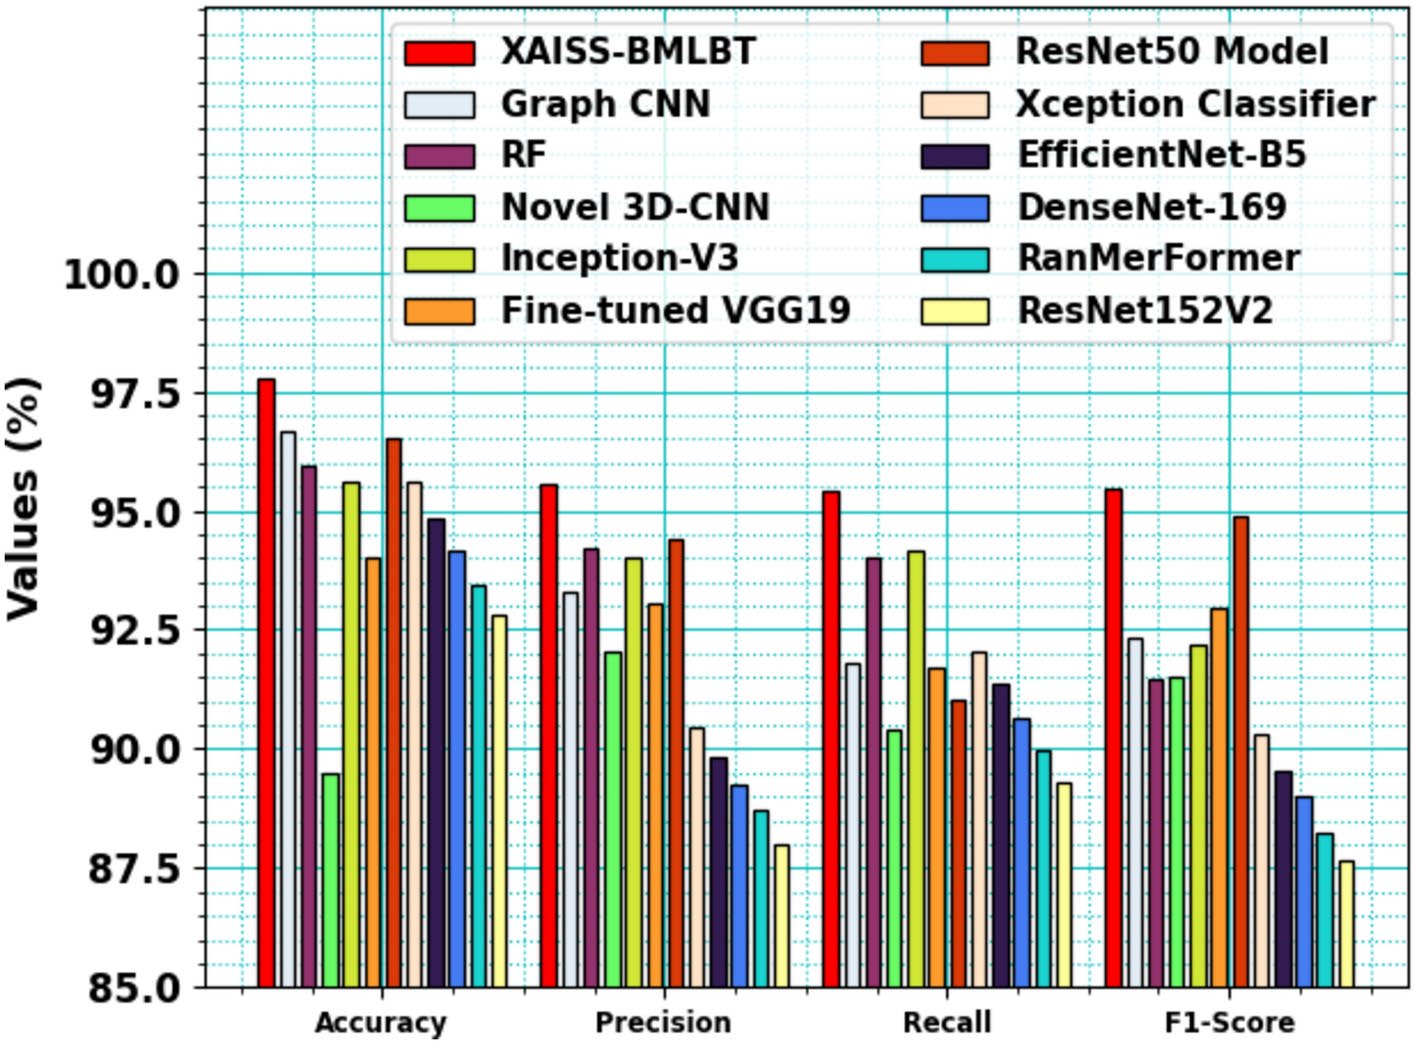 XAISS-BMLBT
Graph CNN
RF
Novel 3D-CNN
Inception-V3
Fine-tuned VGG19
ResNet50 Model
Xception Classifier
EfficientNet-B5
DenseNet-169
RanMerFormer
ResNet152V2
Values (%)
100.0
97.5
95.0
92.5
90.0
87.5
85.0
Accuracy
Precision
Recall
F1-Score